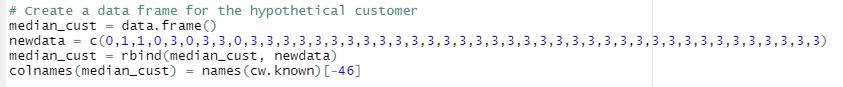 # Create a data frame for the hypothetical customer
median_cust = data.frame()
newdata = c(0,1,1,0,3,0,3,3,0,3,3,3,3,3,3,3,3,3,3,3,3,3,3,3,3,3,3,3,3,3,3,3,3,3,3,3,3,3,3,3,3,3,3,3,3)
median_cust = rbind(median_cust, newdata)
colnames(median_cust) = names(cw.known)[-46]